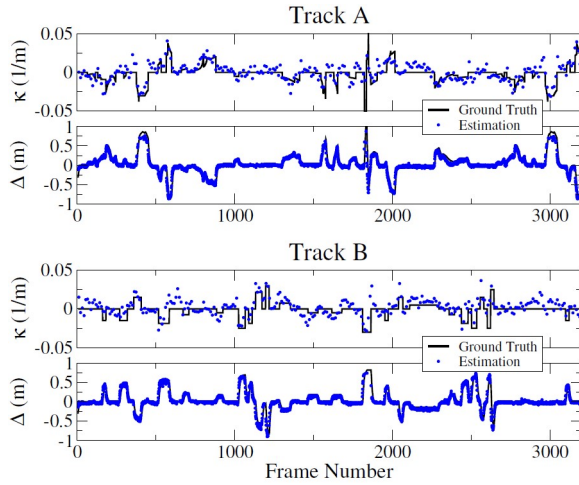 Track A
0.05
0
-0.05
κ (1/m)
Ground Truth
Estimation
1
0.5
0
-0.5
-1
Δ (m)
0
1000
2000
3000
Track B
0.05
0
-0.05
κ (1/m)
Ground Truth
Estimation
1
0.5
0
-0.5
-1
Δ (m)
0
1000
2000
3000
Frame Number